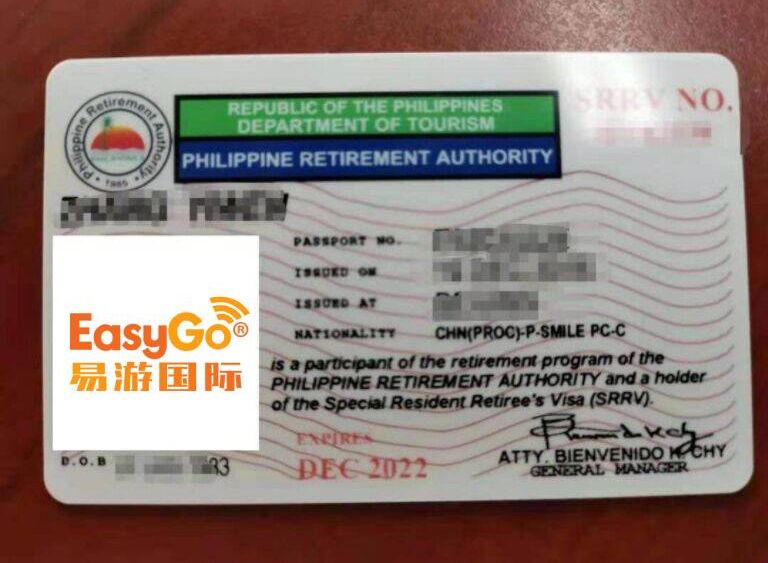 Philippine Retirement Authority
1985
REPUBLIC OF THE PHILIPPINES
DEPARTMENT OF TOURISM
PHILIPPINE RETIREMENT AUTHORITY
SRRV NO.
PASSPORT NO.
ISSUED ON
ISSUED AT
NATIONALITY CHN(PROC)-P-SMILE PC-C
EasyGo®
易游国际
is a participant of the retirement program of the
PHILIPPINE RETIREMENT AUTHORITY and a holder
of the Special Resident Retiree's Visa (SRRV).
D.O.B
EXPIRES
DEC 2022
ATTY. BIENVENIDO K. CHY
GENERAL MANAGER